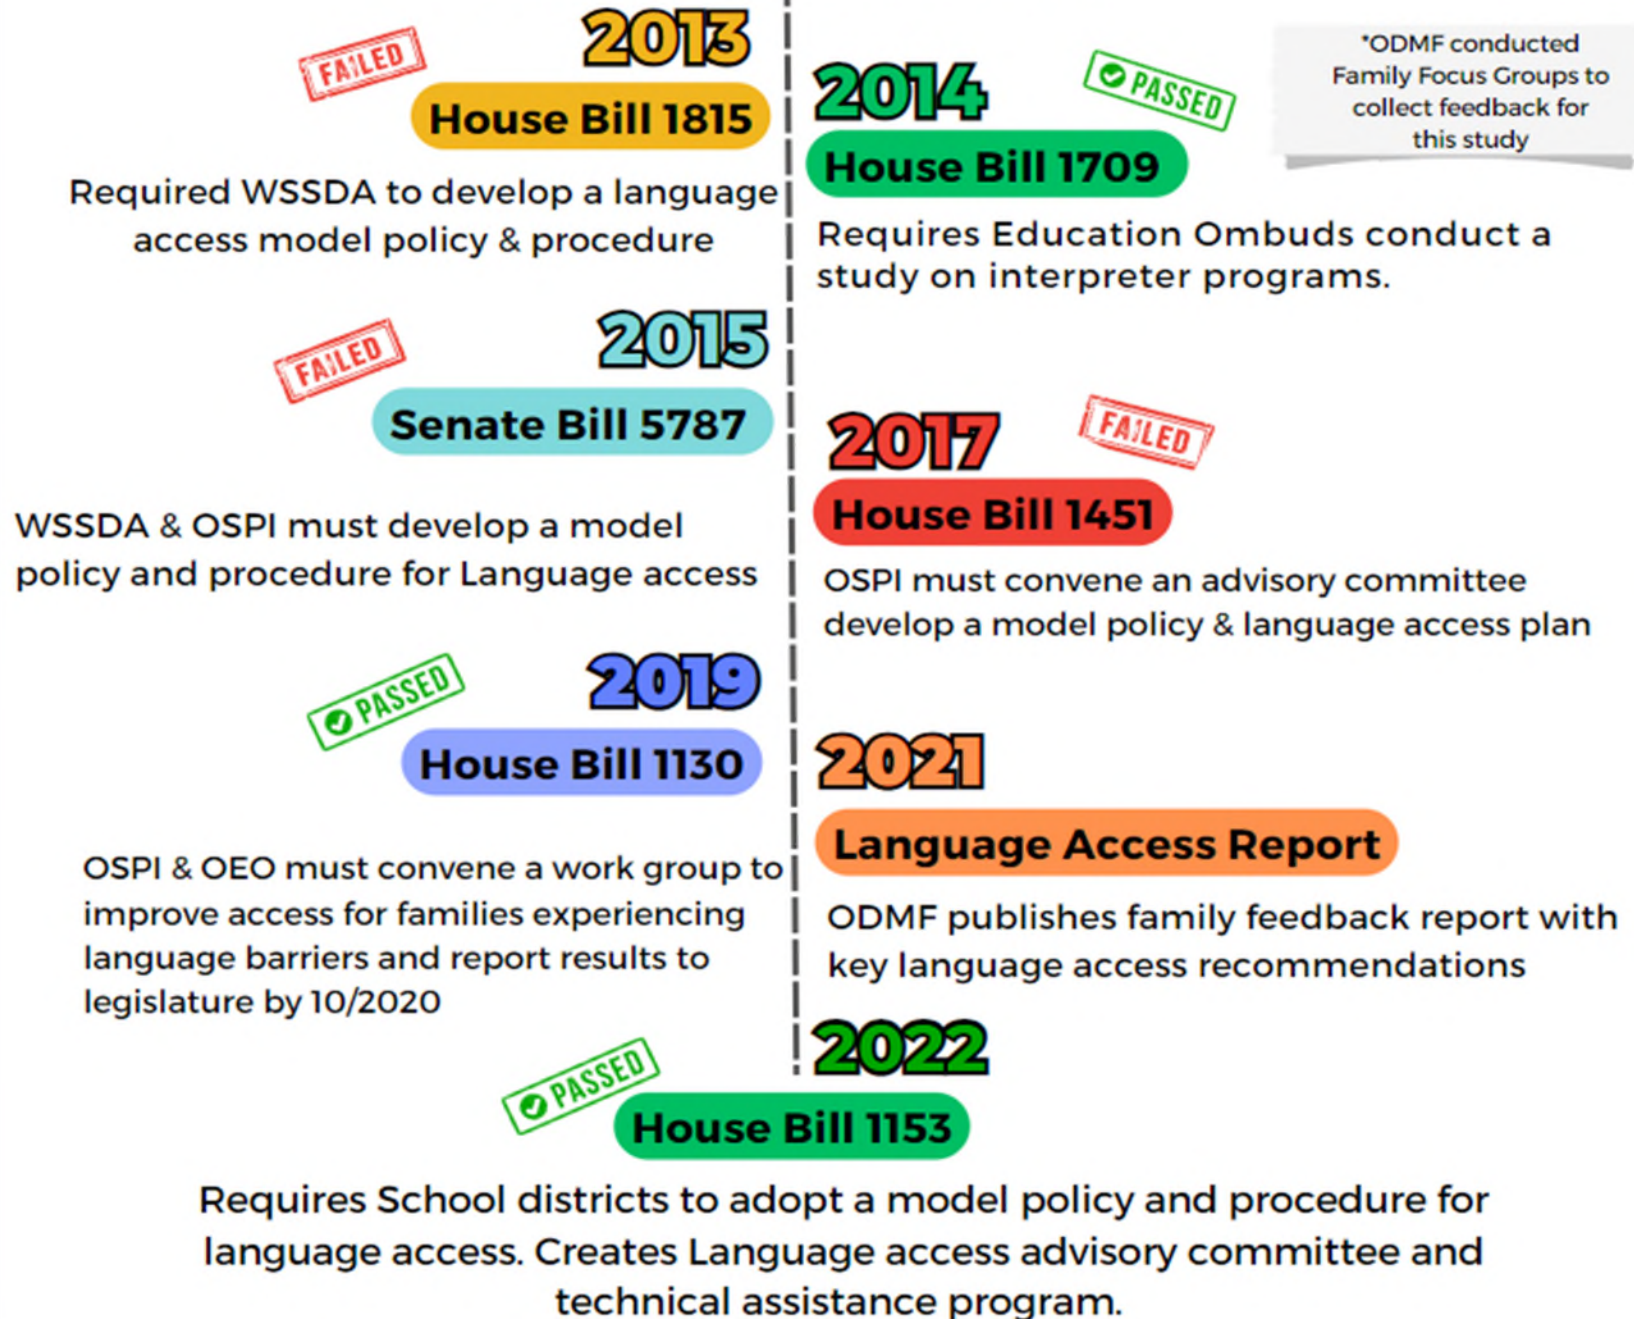 2013
FAILED
House Bill 1815
Required WSSDA to develop a language
access model policy & procedure
2014
PASSED
*ODMF conducted
Family Focus Groups to
collect feedback for
this study
House Bill 1709
Requires Education Ombuds conduct a
study on interpreter programs.
2015
FAILED
Senate Bill 5787
WSSDA & OSPI must develop a model
policy and procedure for Language access
2017
FAILED
House Bill 1451
OSPI must convene an advisory committee
develop a model policy & language access plan
2019
PASSED
House Bill 1130
OSPI & OEO must convene a work group to
improve access for families experiencing
language barriers and report results to
legislature by 10/2020
2021
Language Access Report
ODMF publishes family feedback report with
key language access recommendations
2022
PASSED
House Bill 1153
Requires School districts to adopt a model policy and procedure for
language access. Creates Language access advisory committee and
technical assistance program.